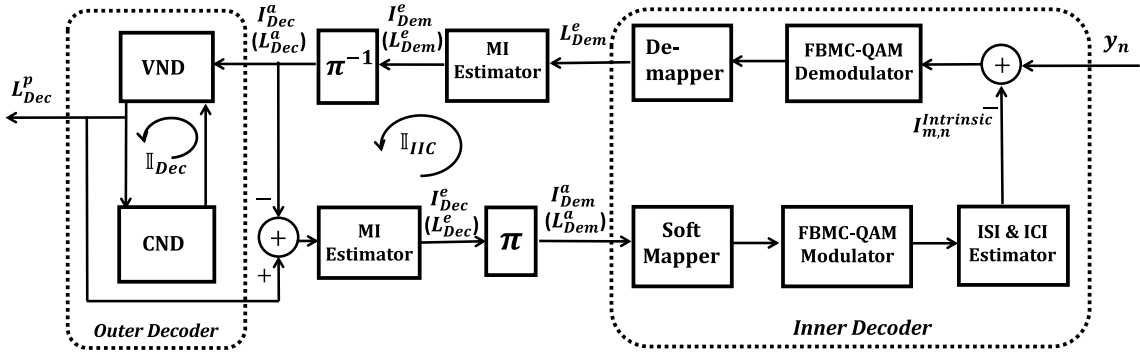 I^a_Dec
(L^a_Dec)
I^e_Dem
(L^e_Dem)
L^e_Dem
y_n
VND
π^−1
MI
Estimator
De-
mapper
FBMC-QAM
Demodulator
+
−
L^p_Dec
I^Intrinsic_m,n
𝕀_Dec
𝕀_IIC
−
I^e_Dec
(L^e_Dec)
I^a_Dem
(L^a_Dem)
CND
+
+
MI
Estimator
π
Soft
Mapper
FBMC-QAM
Modulator
ISI & ICI
Estimator
Outer Decoder
Inner Decoder